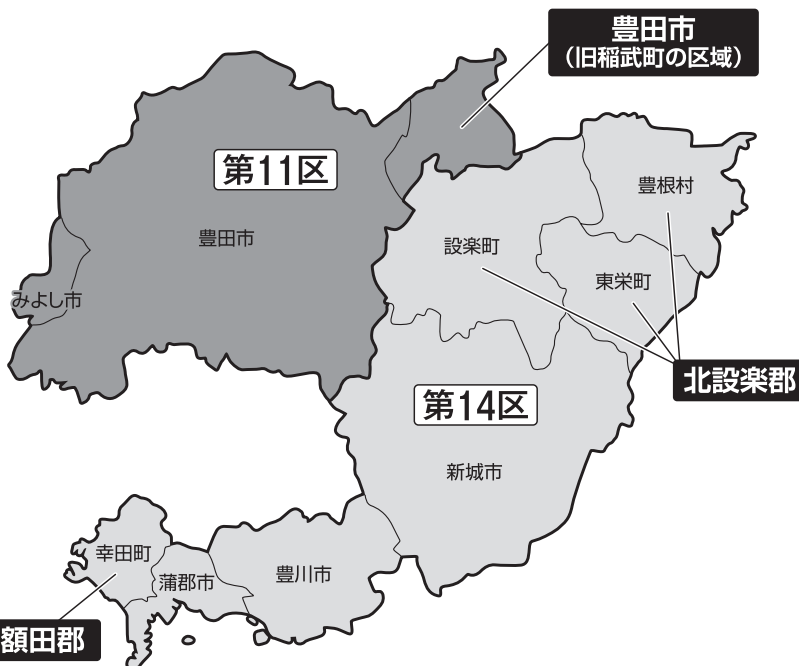 豊田市
（旧稲武町の区域）
第11区
豊根村
豊田市
設楽町
東栄町
みよし市
北設楽郡
第14区
新城市
幸田町
蒲郡市
豊川市
額田郡